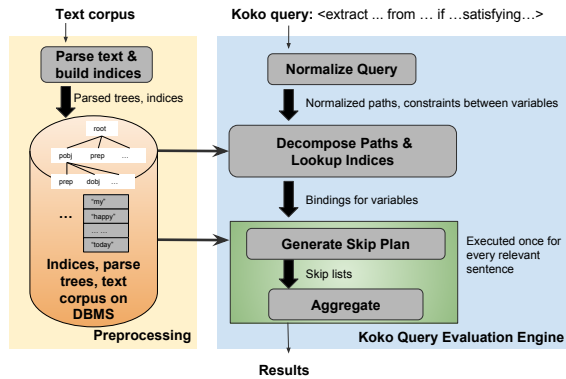 Text corpus
Parse text &
build indices
Parsed trees, indices
root
pobj prep ...
prep dobj ...
...
"my"
"happy"
... ...
"today"
Indices, parse
trees, text
corpus on
DBMS
Preprocessing
Koko query: <extract ... from ... if ...satisfying...>
Normalize Query
Normalized paths, constraints between variables
Decompose Paths &
Lookup Indices
Bindings for variables
Generate Skip Plan
Skip lists
Aggregate
Executed once for
every relevant
sentence
Koko Query Evaluation Engine
Results